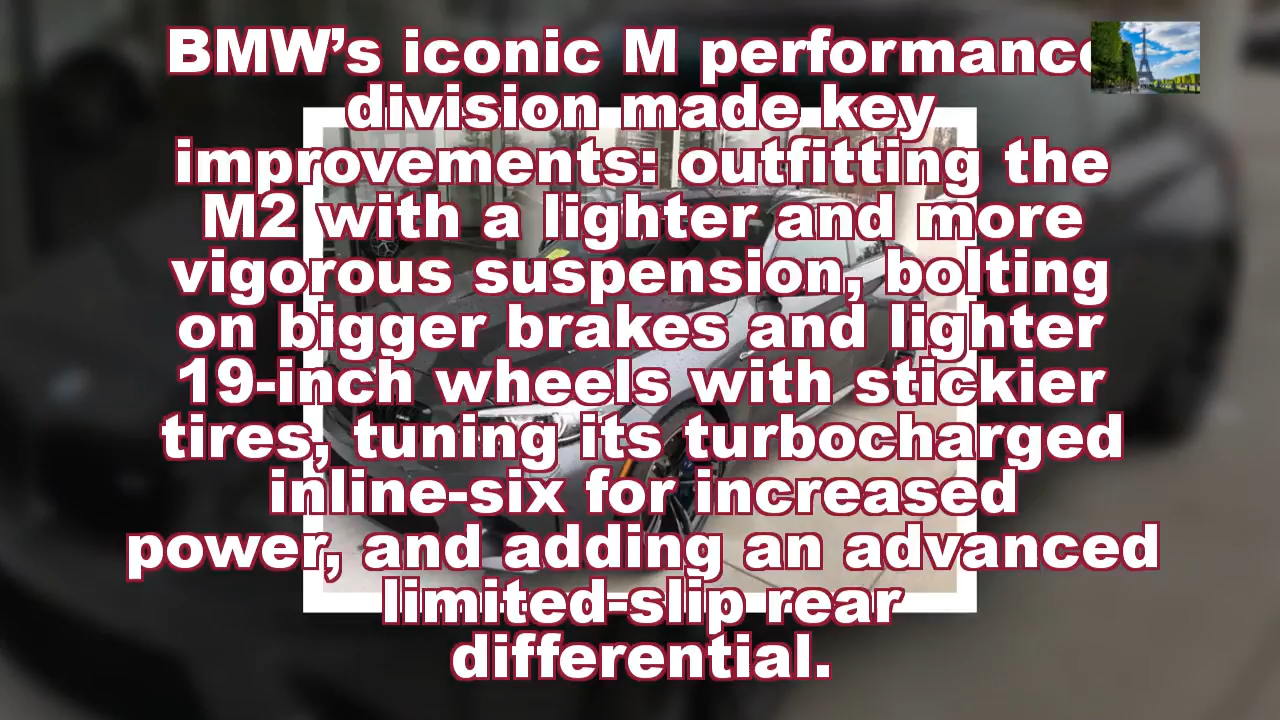 BMW’s iconic M performance
division made key
improvements: outfitting the
M2 with a lighter and more
vigorous suspension, bolting
on bigger brakes and lighter
19-inch wheels with stickier
tires, tuning its turbocharged
inline-six for increased
power, and adding an advanced
limited-slip rear
differential.